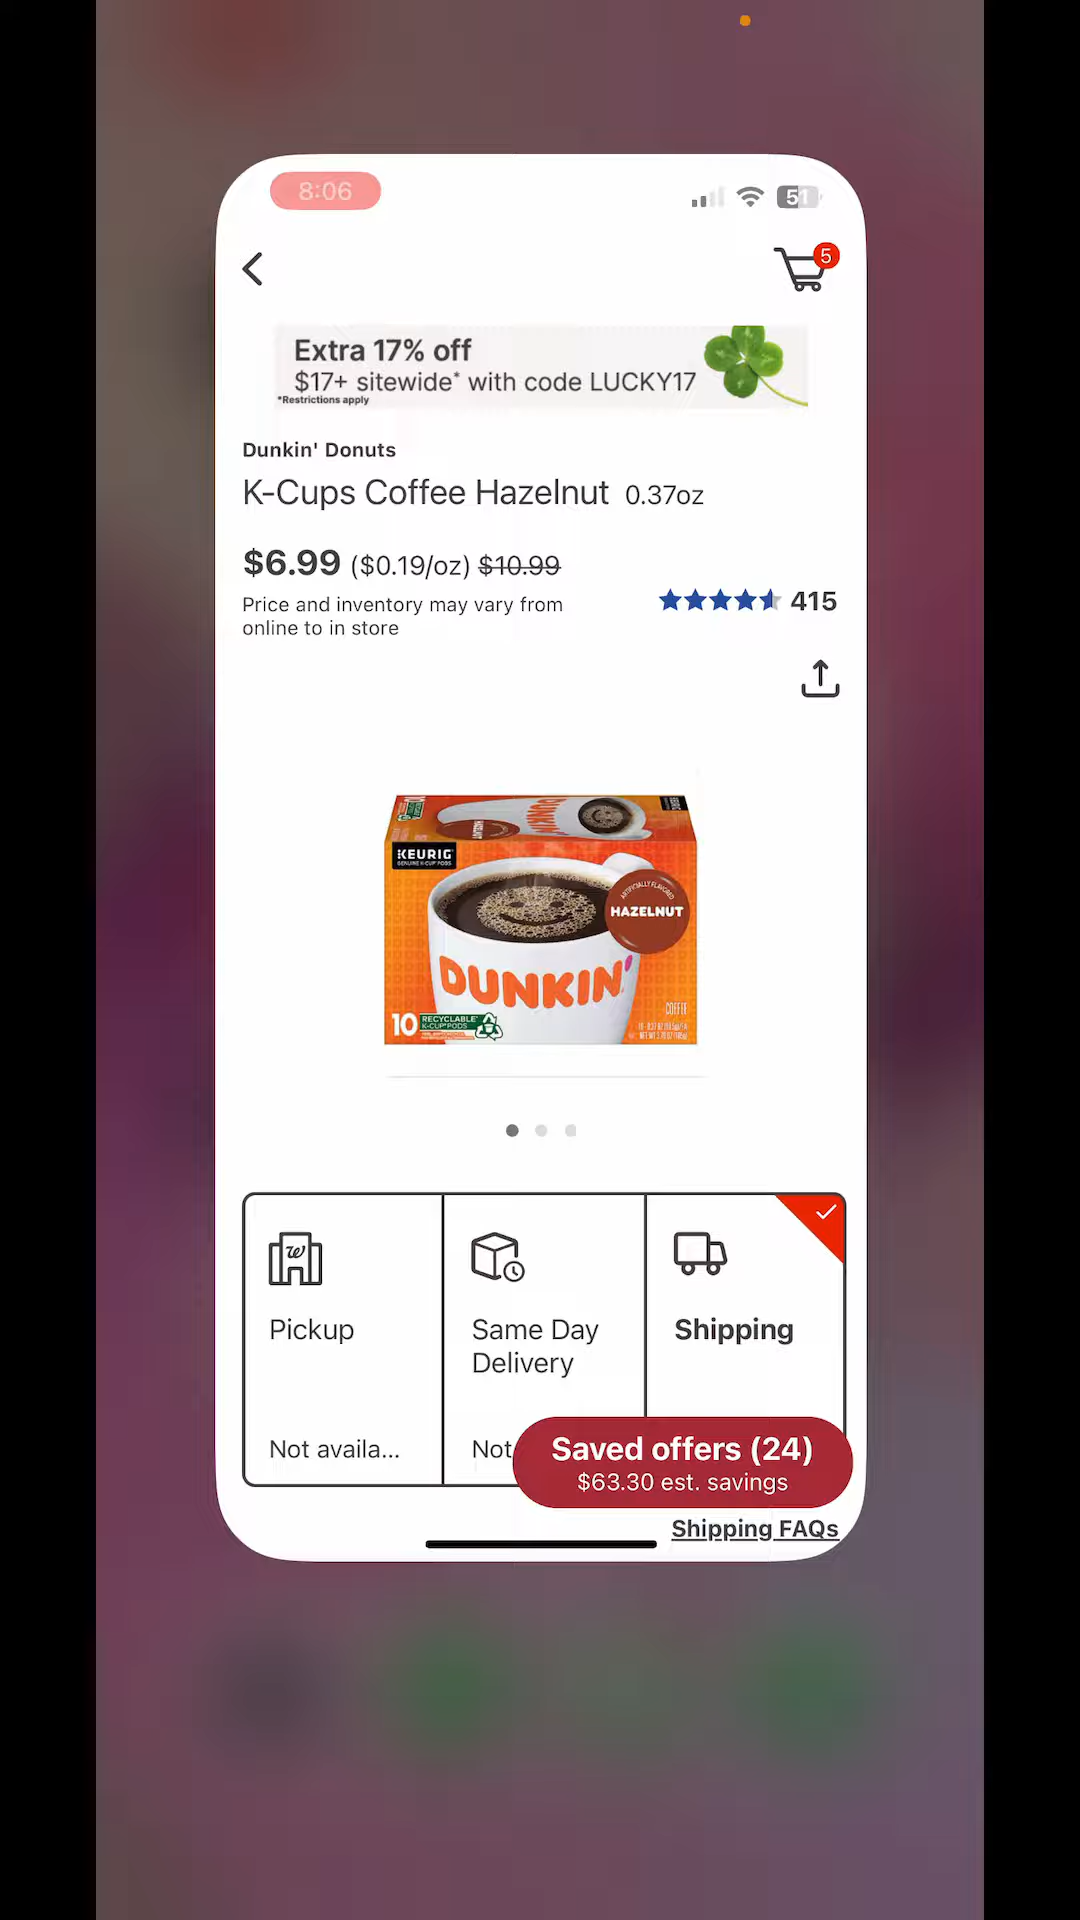 8:06
51
5
Extra 17% off
$17+ sitewide* with code LUCKY17
*Restrictions apply
Dunkin' Donuts
K-Cups Coffee Hazelnut 0.37oz
$6.99 ($0.19/oz) $10.99
Price and inventory may vary from
online to in store
415
KEURIG
GENUINE K-CUP PODS
ARTIFICIALLY FLAVORED
HAZELNUT
DUNKIN'
COFFEE
10 RECYCLABLE*
K-CUP PODS
Pickup
Same Day
Delivery
Shipping
Not availa...
Not
Saved offers (24)
$63.30 est. savings
Shipping FAQs